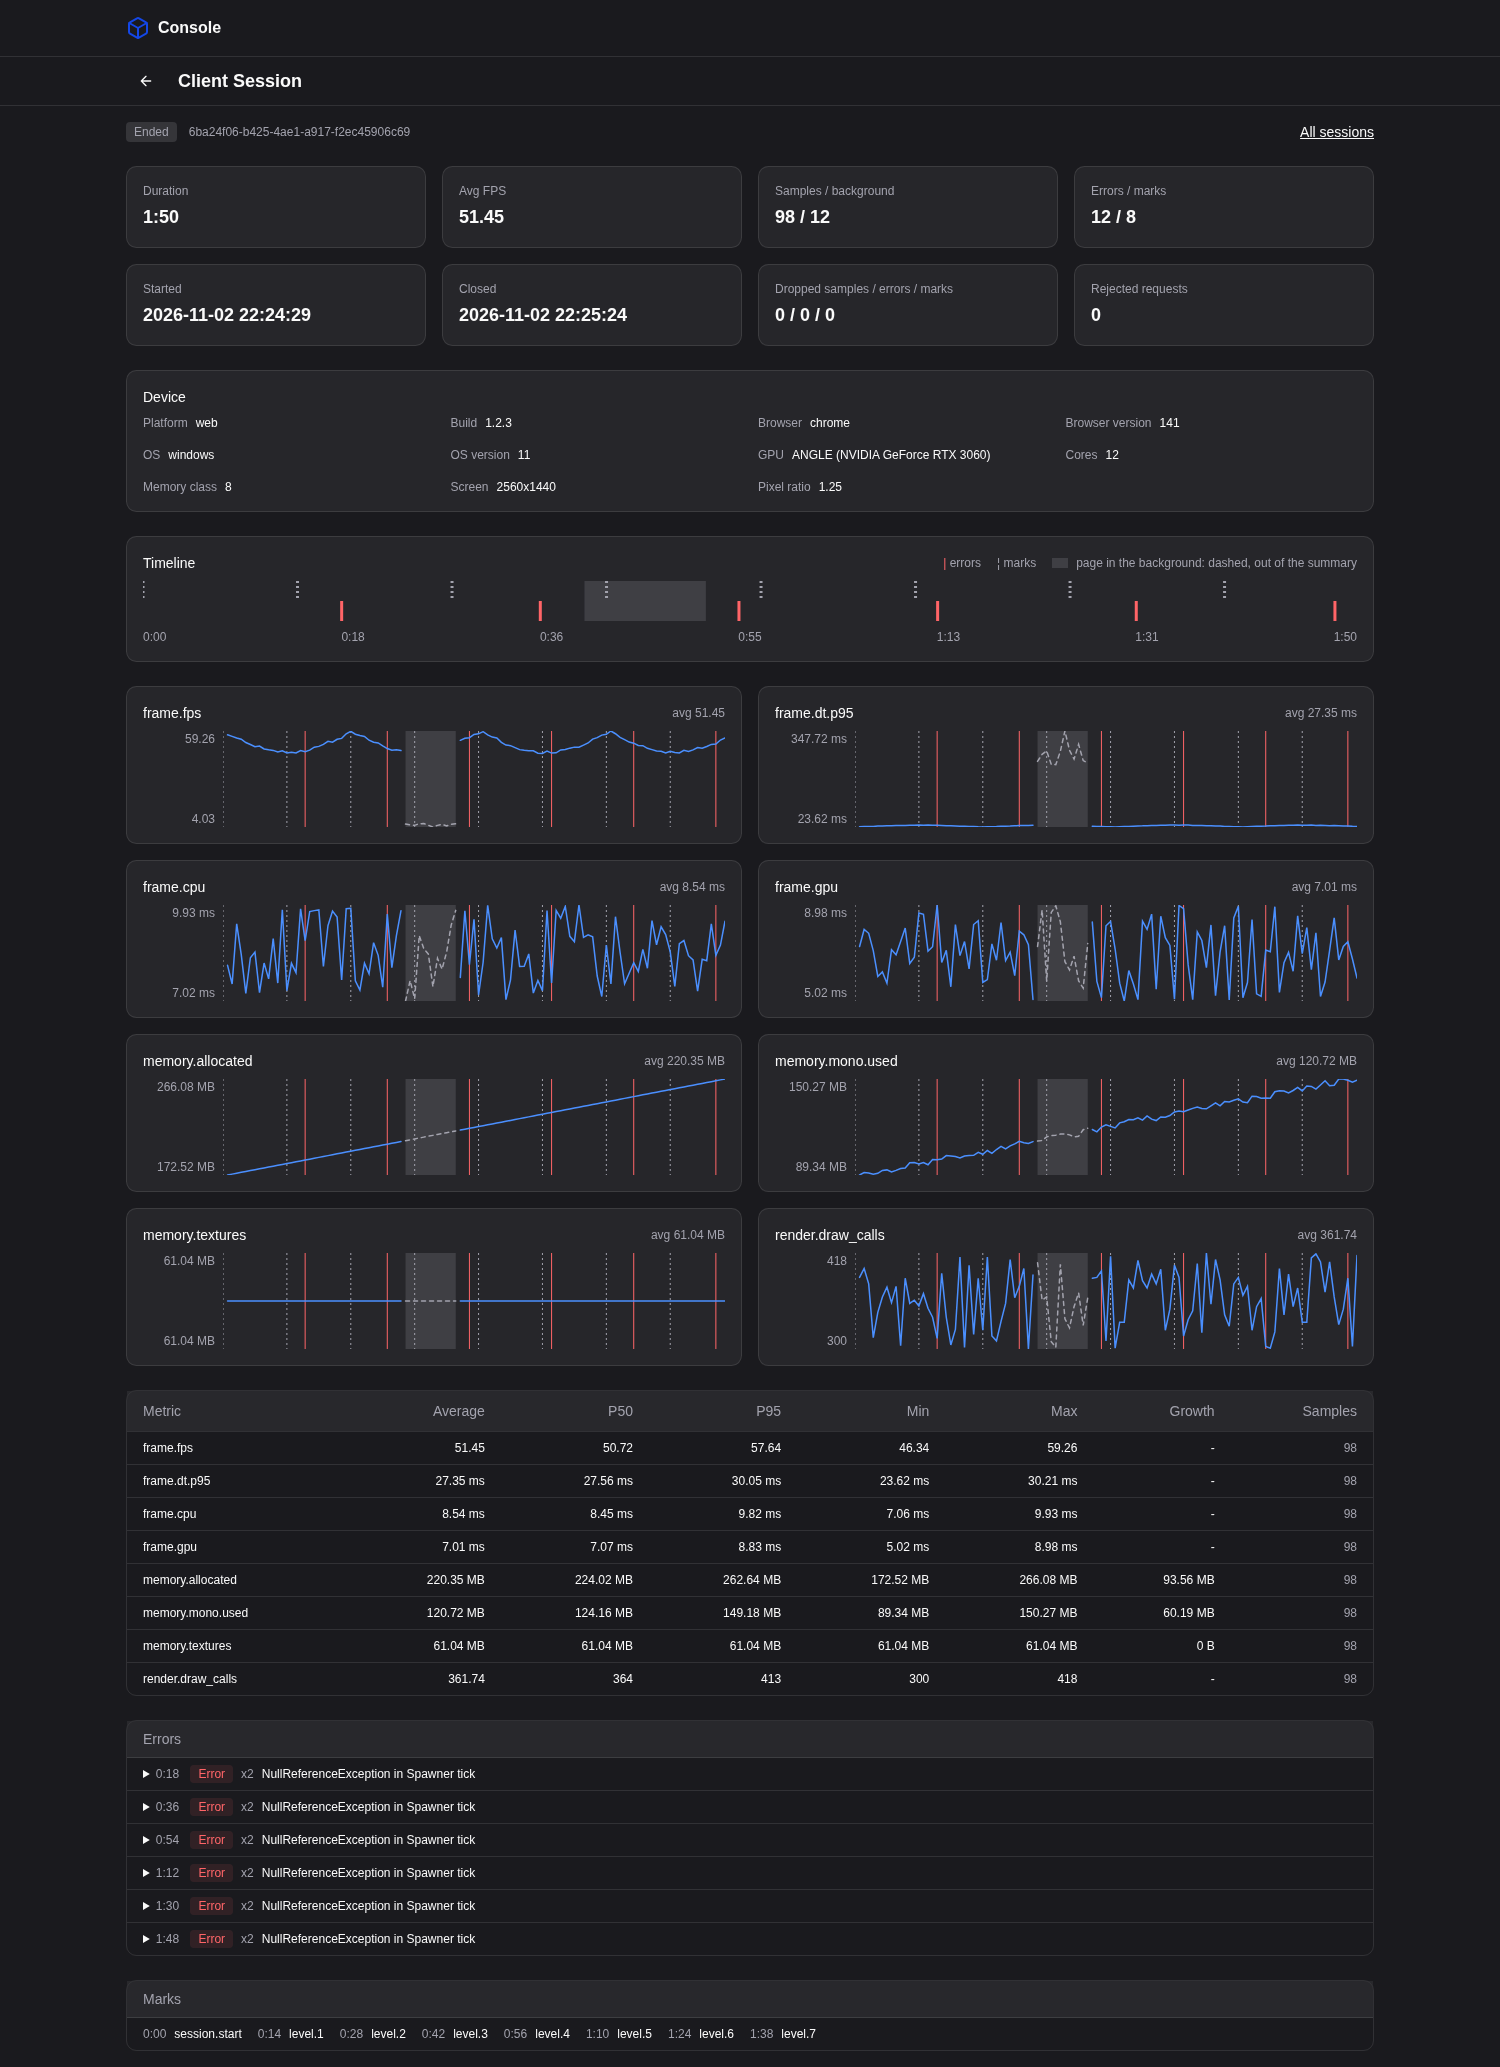 Console
Client Session
Ended 6ba24f06-b425-4ae1-a917-f2ec45906c69 All sessions
Duration Avg FPS Samples / background Errors / marks
1:50 51.45 98 / 12 12 / 8
Started Closed Dropped samples / errors / marks Rejected requests
2026-11-02 22:24:29 2026-11-02 22:25:24 0 / 0 / 0 0
Device
Platform web Build 1.2.3 Browser chrome Browser version 141
OS windows OS version 11 GPU ANGLE (NVIDIA GeForce RTX 3060) Cores 12
Memory class 8 Screen 2560x1440 Pixel ratio 1.25
Timeline | errors ¦ marks page in the background: dashed, out of the summary
0:00 0:18 0:36 0:55 1:13 1:31 1:50
frame.fps avg 51.45
59.26
4.03
frame.dt.p95 avg 27.35 ms
347.72 ms
23.62 ms
frame.cpu avg 8.54 ms
9.93 ms
7.02 ms
frame.gpu avg 7.01 ms
8.98 ms
5.02 ms
memory.allocated avg 220.35 MB
266.08 MB
172.52 MB
memory.mono.used avg 120.72 MB
150.27 MB
89.34 MB
memory.textures avg 61.04 MB
61.04 MB
61.04 MB
render.draw_calls avg 361.74
418
300
Metric Average P50 P95 Min Max Growth Samples
frame.fps 51.45 50.72 57.64 46.34 59.26 - 98
frame.dt.p95 27.35 ms 27.56 ms 30.05 ms 23.62 ms 30.21 ms - 98
frame.cpu 8.54 ms 8.45 ms 9.82 ms 7.06 ms 9.93 ms - 98
frame.gpu 7.01 ms 7.07 ms 8.83 ms 5.02 ms 8.98 ms - 98
memory.allocated 220.35 MB 224.02 MB 262.64 MB 172.52 MB 266.08 MB 93.56 MB 98
memory.mono.used 120.72 MB 124.16 MB 149.18 MB 89.34 MB 150.27 MB 60.19 MB 98
memory.textures 61.04 MB 61.04 MB 61.04 MB 61.04 MB 61.04 MB 0 B 98
render.draw_calls 361.74 364 413 300 418 - 98
Errors
0:18 Error x2 NullReferenceException in Spawner tick
0:36 Error x2 NullReferenceException in Spawner tick
0:54 Error x2 NullReferenceException in Spawner tick
1:12 Error x2 NullReferenceException in Spawner tick
1:30 Error x2 NullReferenceException in Spawner tick
1:48 Error x2 NullReferenceException in Spawner tick
Marks
0:00 session.start 0:14 level.1 0:28 level.2 0:42 level.3 0:56 level.4 1:10 level.5 1:24 level.6 1:38 level.7